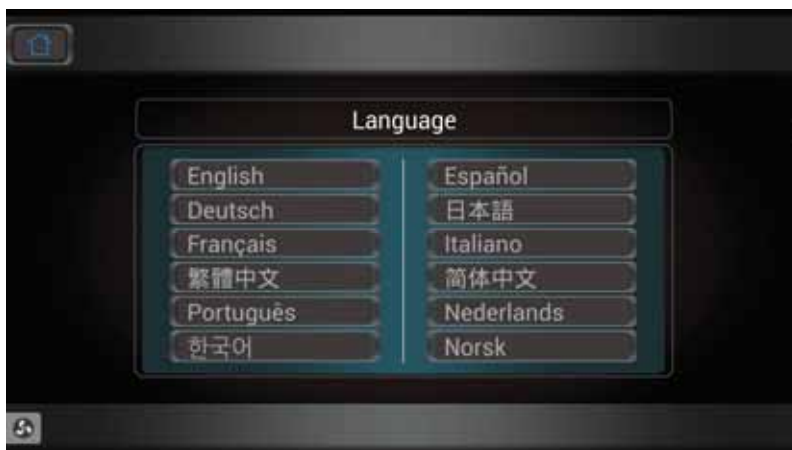 Language
English
Español
Deutsch
日本語
Français
Italiano
繁體中文
简体中文
Português
Nederlands
한국어
Norsk